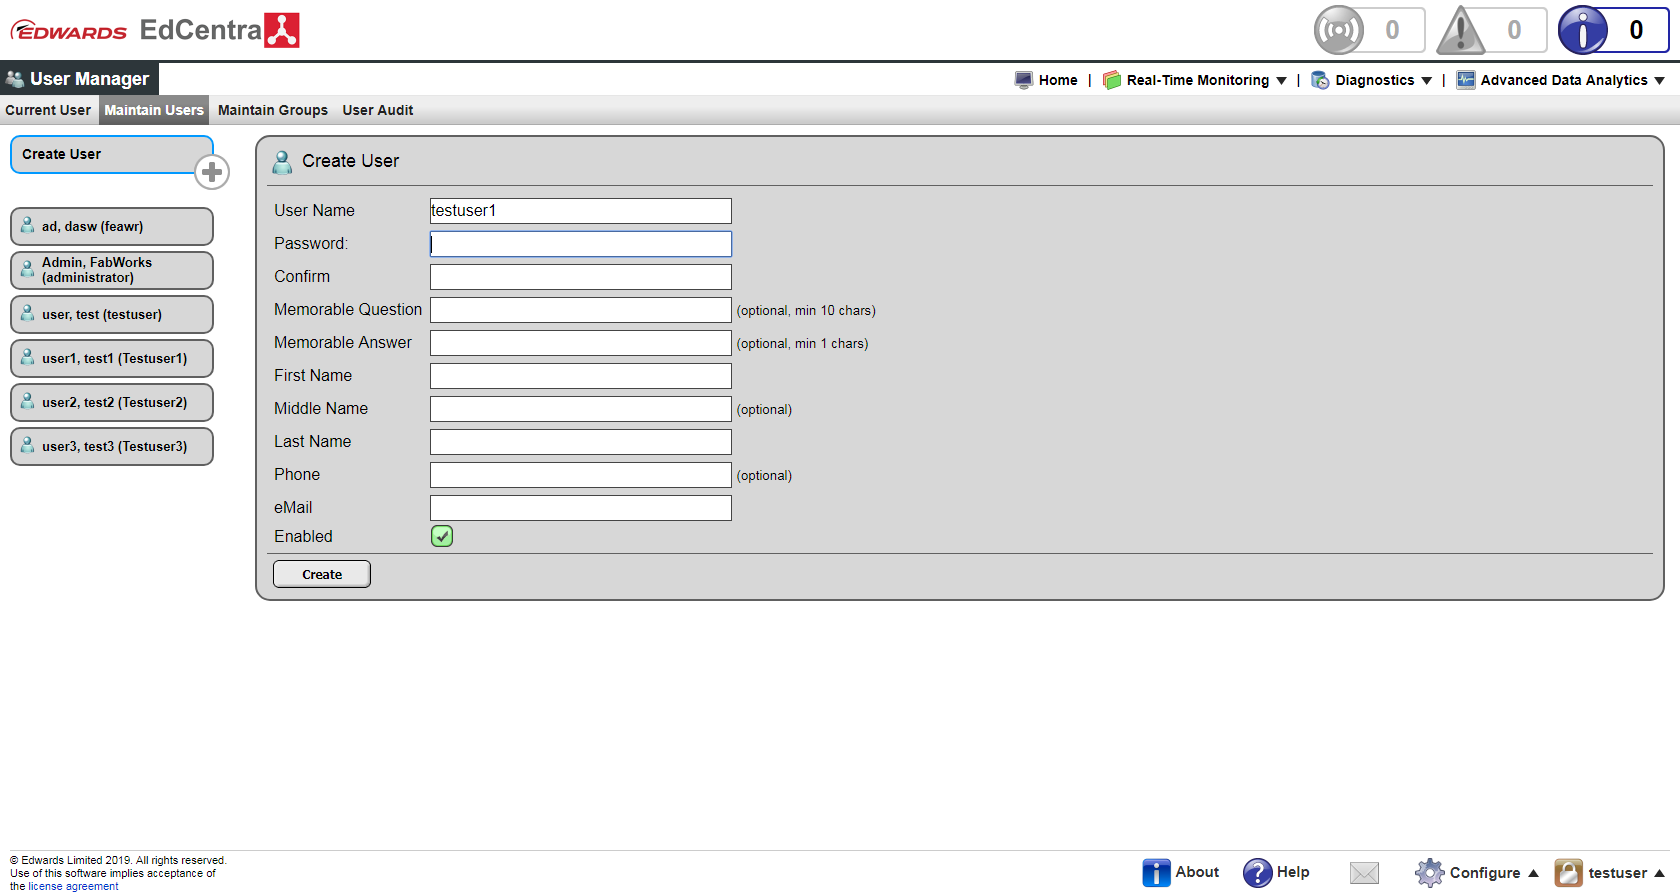 EDWARDS EdCentra 0 0 0
User Manager Home | Real-Time Monitoring ▼ | Diagnostics ▼ | Advanced Data Analytics ▼
Current User Maintain Users Maintain Groups User Audit
Create User
ad, dasw (feawr)
Admin, FabWorks
(administrator)
user, test (testuser)
user1, test1 (Testuser1)
user2, test2 (Testuser2)
user3, test3 (Testuser3)
Create User
User Name testuser1
Password:
Confirm
Memorable Question (optional, min 10 chars)
Memorable Answer (optional, min 1 chars)
First Name
Middle Name (optional)
Last Name
Phone (optional)
eMail
Enabled
Create
© Edwards Limited 2019. All rights reserved.
Use of this software implies acceptance of
the license agreement
About Help Configure ▲ testuser ▲